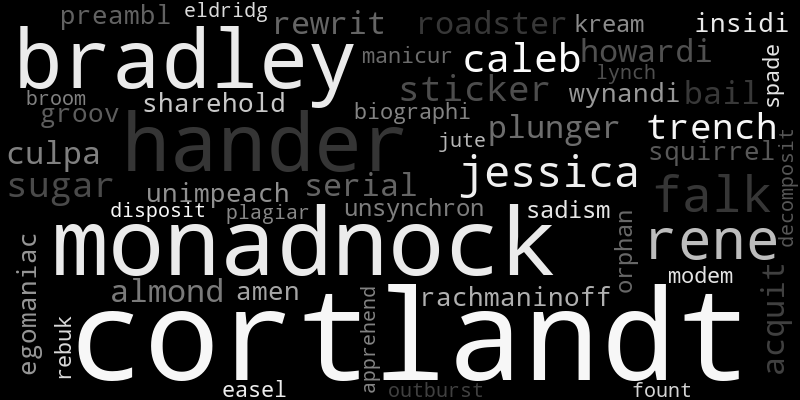 preambl eldridg rewrit roadster kream insidi
bradley manicur caleb howardi
lynch spade
broom groov sharehold sticker wynandi bail
biographi
culpa hander jute plunger trench
squirrel
sugar unimpeach serial jessica falk decomposit
disposit plagiar unsynchron sadism
monadnock orphan rene
egomaniac modem acquit
almond amen rachmaninoff
rebuk cortlandt apprehend
easel outburst fount